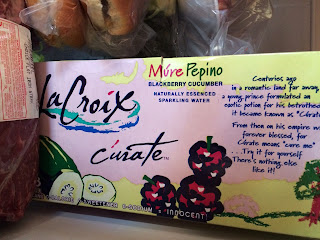 LaCroix
cúrate™
Múre Pepino
BLACKBERRY CUCUMBER
NATURALLY ESSENCED
SPARKLING WATER
Centuries ago
in a romantic land far away,
a young prince formulated an
exotic potion for his betrothed
it became known as "Cúrate
From then on his empire w
forever blessed, for
Cúrate means "cure me"
...Try it for yourself
There's nothing else
like it!
INNOCENT!